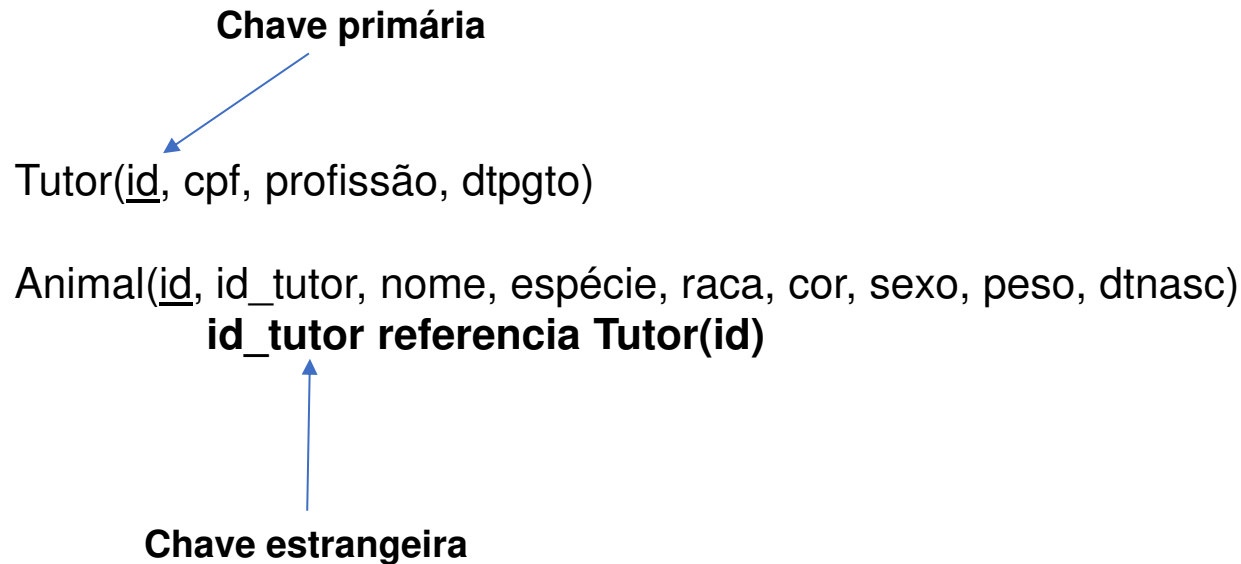 Chave primária
Tutor(id, cpf, profissão, dtpgto)
Animal(id, id_tutor, nome, espécie, raca, cor, sexo, peso, dtnasc)
id_tutor referencia Tutor(id)
Chave estrangeira